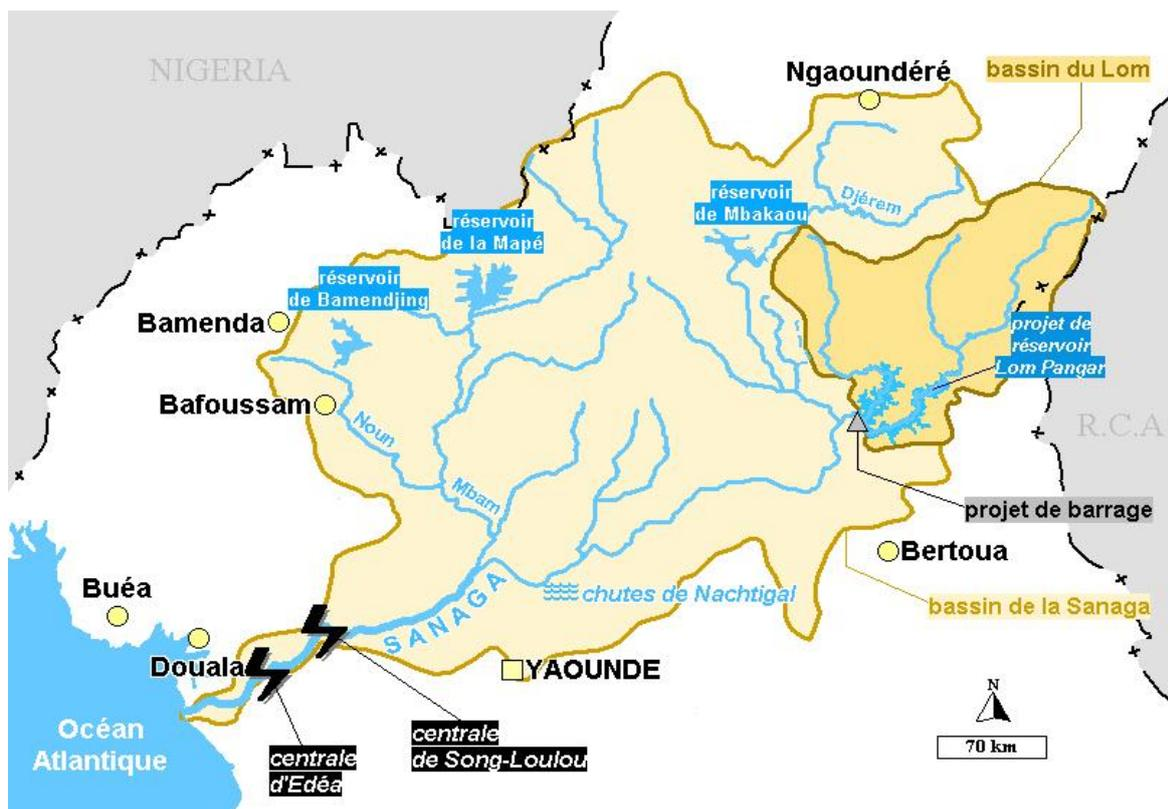 NIGERIA
Ngaoundéré
bassin du Lom
réservoir
de Mbakaou
Djérem
réservoir
de la Mapé
réservoir
de Bamendjing
Bamenda
projet de
réservoir
Lom Pangar
Bafoussam
Noun
R.C.A
Mbam
projet de barrage
Bertoua
Buéa
SANAGA
chutes de Nachtigal
bassin de la Sanaga
Douala
YAOUNDE
N
Océan
Atlantique
centrale
de Song-Loulou
70 km
centrale
d'Edéa